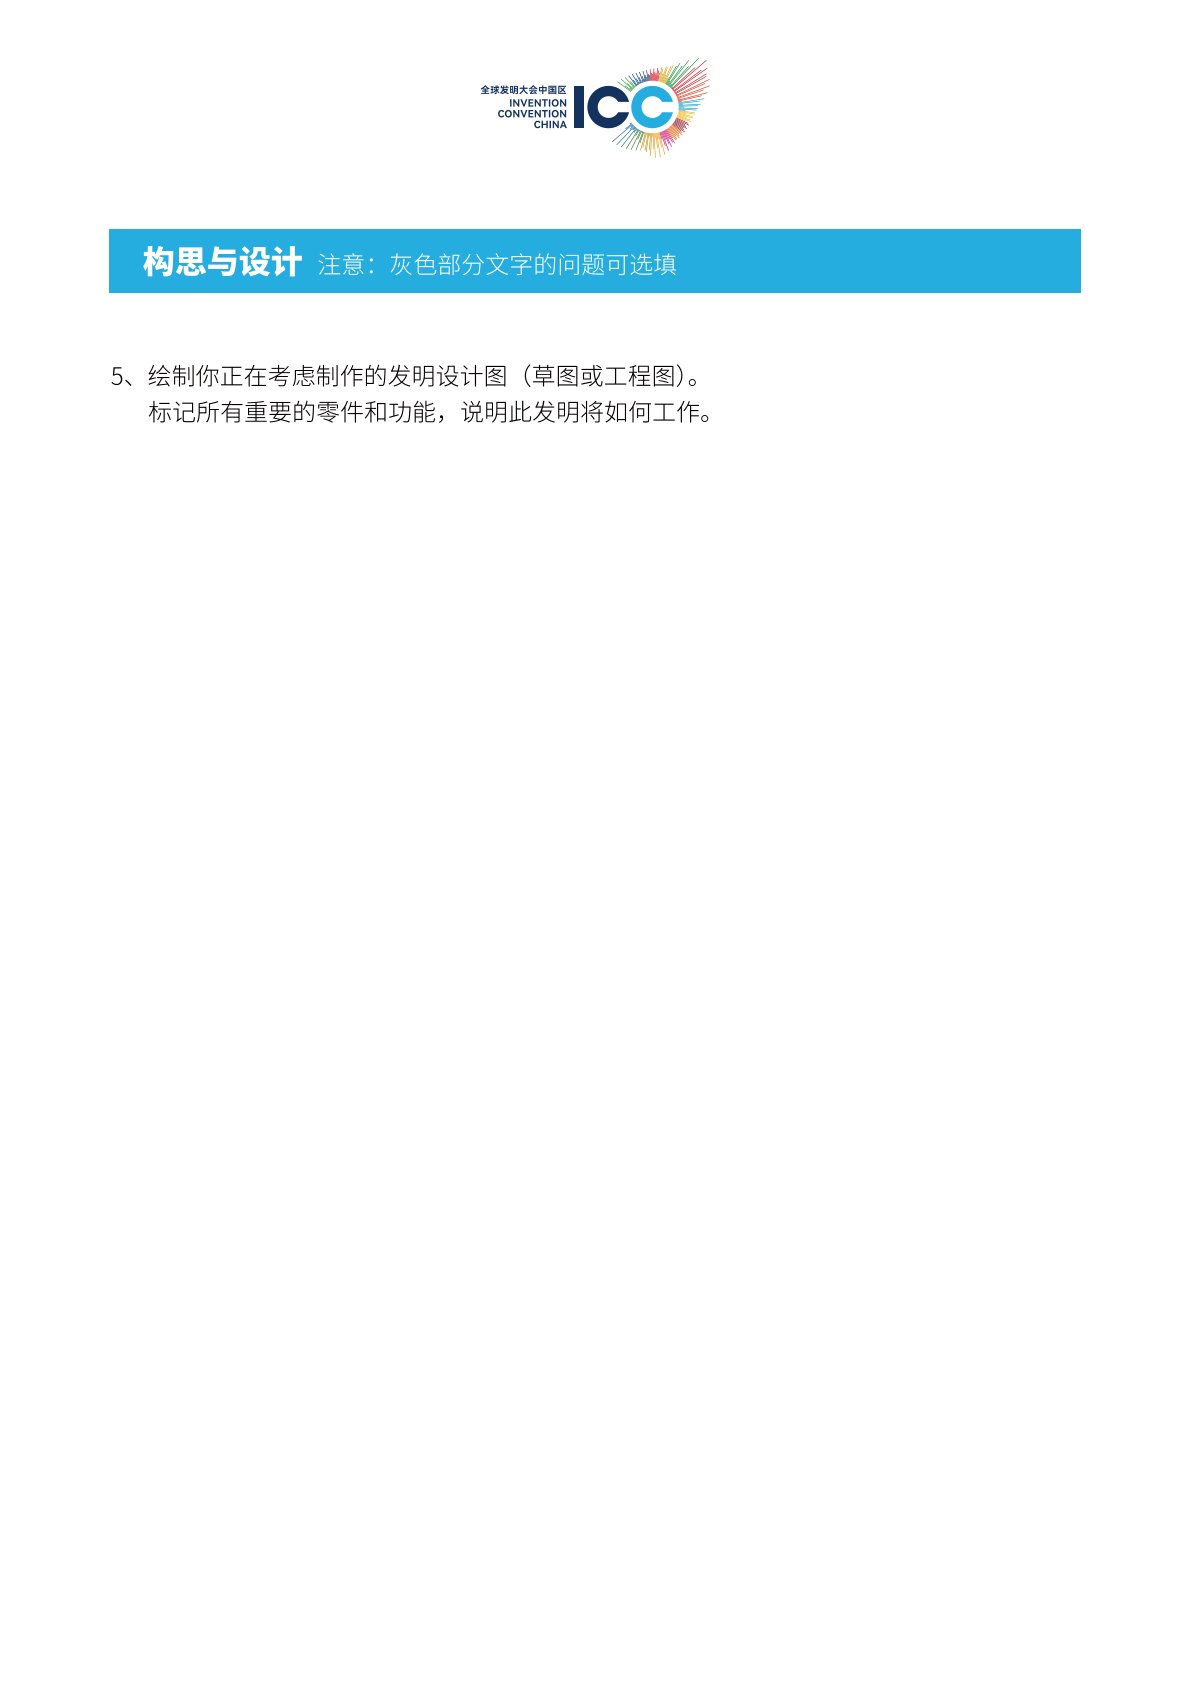 全球发明大会中国区
INVENTION
CONVENTION
CHINA
ICC
构思与设计 注意：灰色部分文字的问题可选填
5、绘制你正在考虑制作的发明设计图（草图或工程图）。
标记所有重要的零件和功能，说明此发明将如何工作。